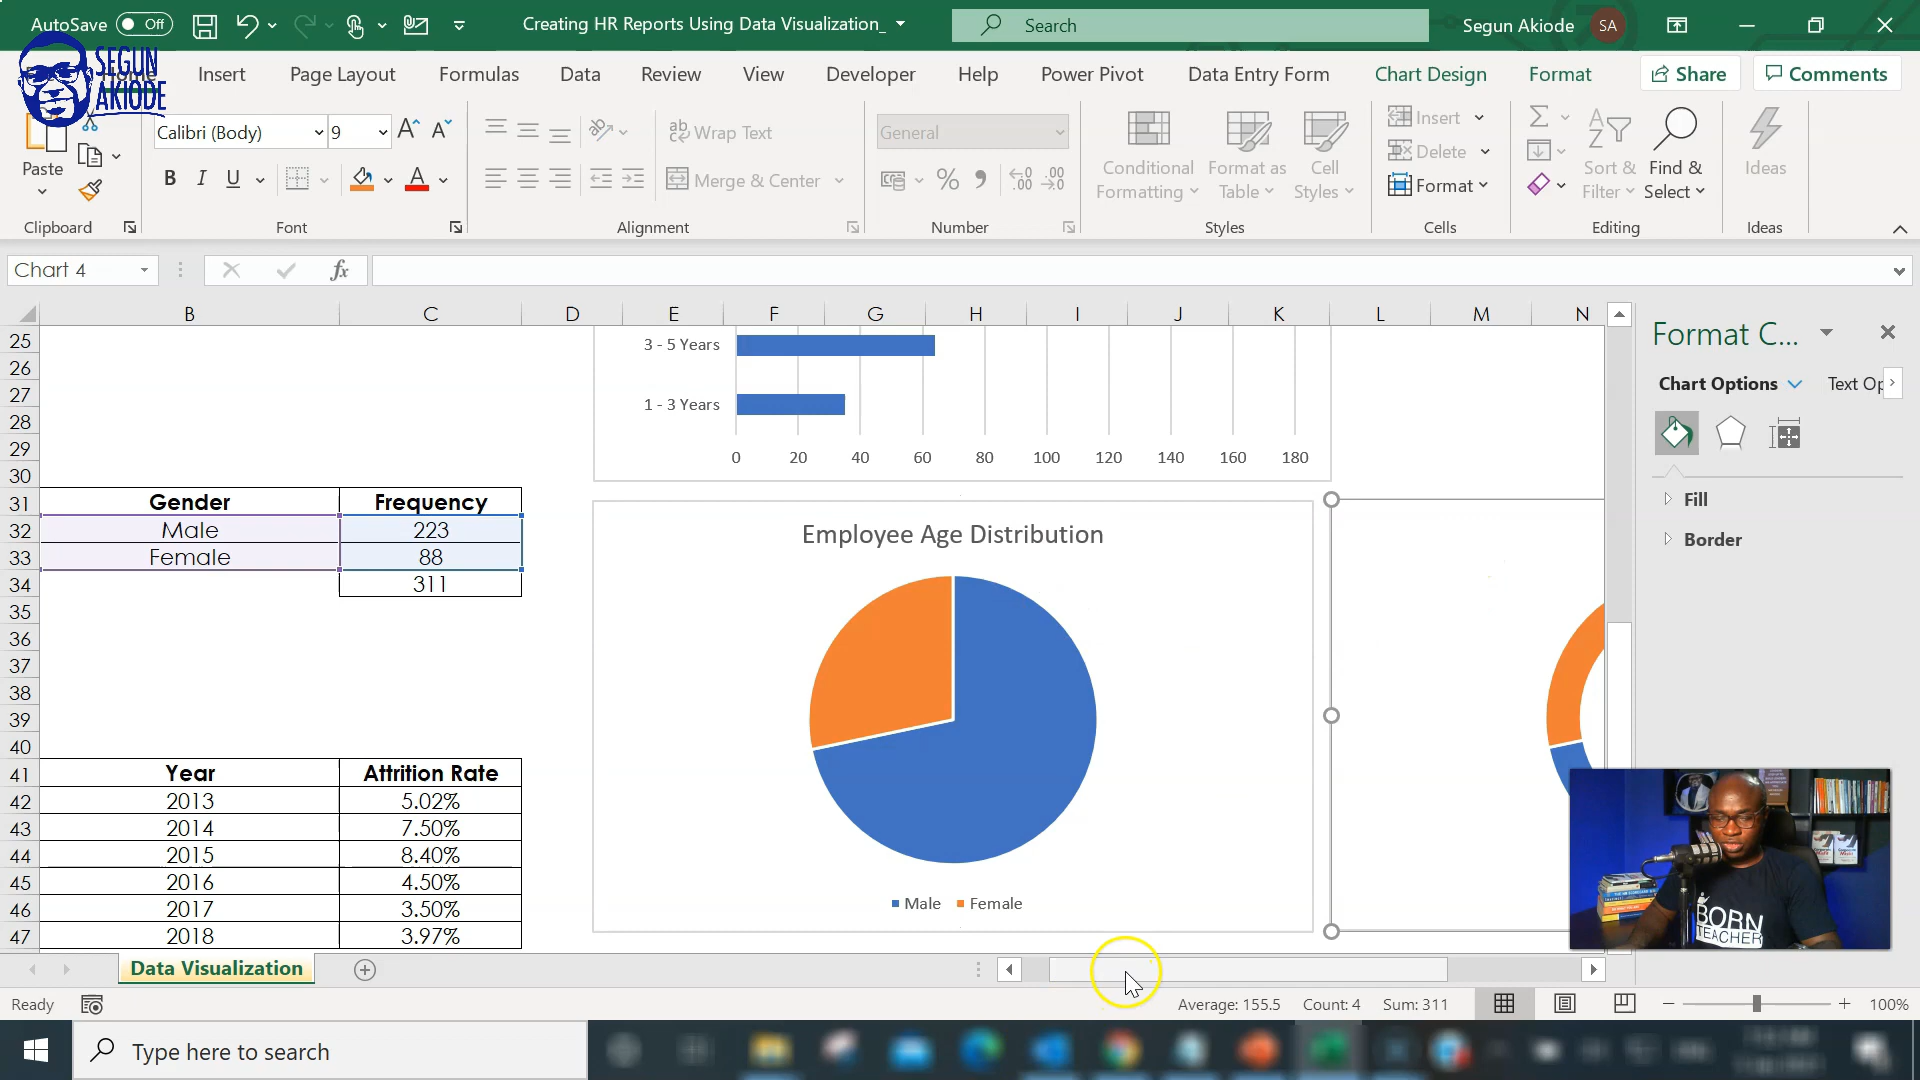 AutoSave Off
Creating HR Reports Using Data Visualization_
Search
Segun Akiode SA
SEGUN
AKIODE
Insert Page Layout Formulas Data Review View Developer Help Power Pivot Data Entry Form Chart Design Format Share Comments
Paste
Clipboard
Calibri (Body) 9
B I U
Font
Wrap Text
Merge & Center
Alignment
General
Number
Conditional
Formatting
Format as
Table
Cell
Styles
Styles
Insert
Delete
Format
Cells
Sort &
Filter
Find &
Select
Editing
Ideas
Ideas
Chart 4
fx
B C D E F G H I J K L M N
25
26
27
28
29
30
31 Gender Frequency
32 Male 223
33 Female 88
34 311
35
36
37
38
39
40
41 Year Attrition Rate
42 2013 5.02%
43 2014 7.50%
44 2015 8.40%
45 2016 4.50%
46 2017 3.50%
47 2018 3.97%
3 - 5 Years
1 - 3 Years
0 20 40 60 80 100 120 140 160 180
Employee Age Distribution
Male Female
Format C...
Chart Options Text Op
Fill
Border
BORN
TEACHER
Data Visualization
Ready
Average: 155.5 Count: 4 Sum: 311
100%
Type here to search